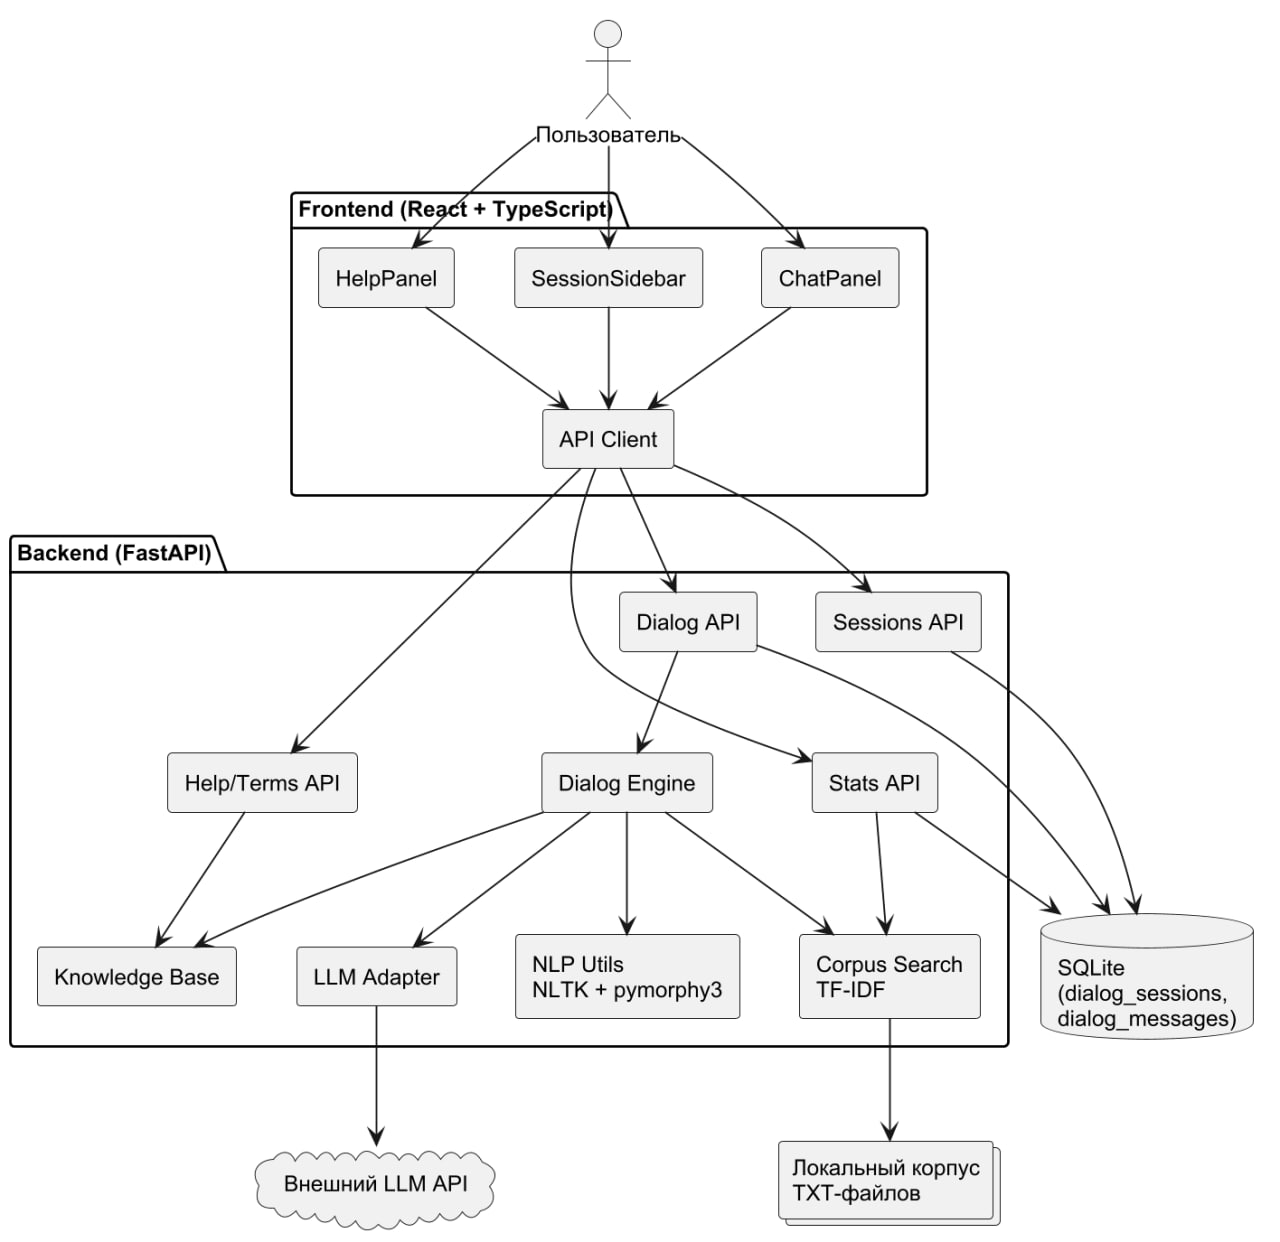 Пользователь
Frontend (React + TypeScript)
HelpPanel
SessionSidebar
ChatPanel
API Client
Backend (FastAPI)
Dialog API
Sessions API
Help/Terms API
Dialog Engine
Stats API
Knowledge Base
LLM Adapter
NLP Utils
NLTK + pymorphy3
Corpus Search
TF-IDF
SQLite
(dialog_sessions,
dialog_messages)
Внешний LLM API
Локальный корпус
TXT-файлов